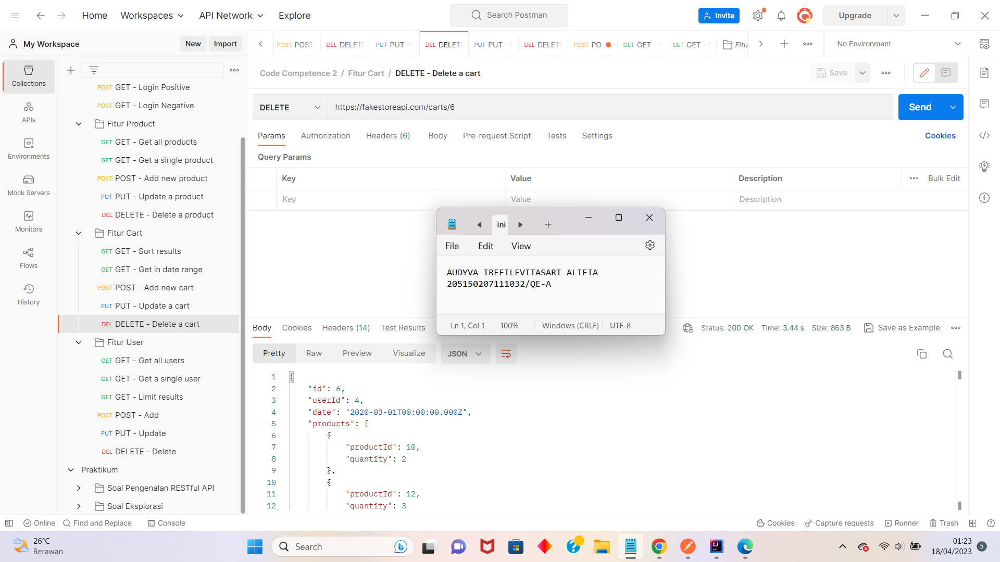 Home Workspaces API Network Explore Search Postman Invite Upgrade
My Workspace New Import
POST POST DEL DELET PUT PUT - DEL DELET PUT PUT - DEL DELET POST PO GET GET - GET GET - Fitu No Environment
Collections
APIs
Environments
Mock Servers
Monitors
Flows
History
POST GET - Login Positive
POST GET - Login Negative
Fitur Product
GET GET - Get all products
GET GET - Get a single product
POST POST - Add new product
PUT PUT - Update a product
DEL DELETE - Delete a product
Fitur Cart
GET GET - Sort results
GET GET - Get in date range
POST POST - Add new cart
PUT PUT - Update a cart
DEL DELETE - Delete a cart
Fitur User
GET GET - Get all users
GET GET - Get a single user
GET GET - Limit results
POST POST - Add
PUT PUT - Update
DEL DELETE - Delete
Praktikum
Soal Pengenalan RESTful API
Soal Eksplorasi
Code Competence 2 / Fitur Cart / DELETE - Delete a cart Save
DELETE https://fakestoreapi.com/carts/6 Send
Params Authorization Headers (6) Body Pre-request Script Tests Settings Cookies
Query Params
Key Value Description Bulk Edit
Key Value Description
ini
File Edit View
AUDYVA IREFILEVITASARI ALIFIA
205150207111032/QE-A
Ln 1, Col 1 100% Windows (CRLF) UTF-8
Body Cookies Headers (14) Test Results Status: 200 OK Time: 3.44 s Size: 863 B Save as Example
Pretty Raw Preview Visualize JSON
1 {
2 "id": 6,
3 "userId": 4,
4 "date": "2020-03-01T00:00:00.000Z",
5 "products": [
6 {
7 "productId": 10,
8 "quantity": 2
9 },
10 {
11 "productId": 12,
12 "quantity": 3
Online Find and Replace Console Cookies Capture requests Runner Trash
26°C
Berawan
Search
01:23
18/04/2023 5